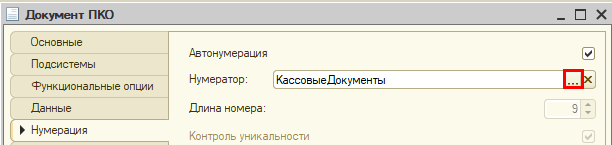 Документ ПКО
Основные
Подсистемы
Функциональные опции
Данные
Нумерация
Автонумерация
Нумератор: КассовыеДокументы ...
Длина номера: 9
Контроль уникальности